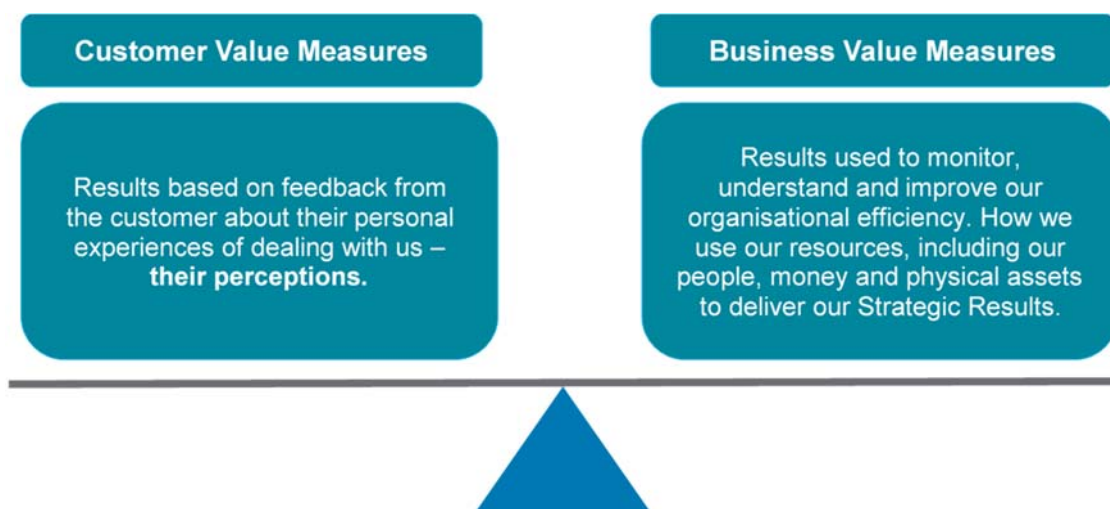 Customer Value Measures
Results based on feedback from
the customer about their personal
experiences of dealing with us –
their perceptions.
Business Value Measures
Results used to monitor,
understand and improve our
organisational efficiency. How we
use our resources, including our
people, money and physical assets
to deliver our Strategic Results.